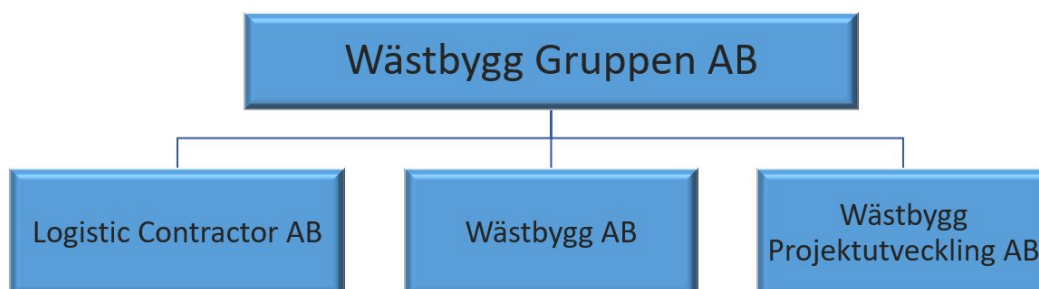 Wästbygg Gruppen AB
Logistic Contractor AB
Wästbygg AB
Wästbygg
Projektutveckling AB